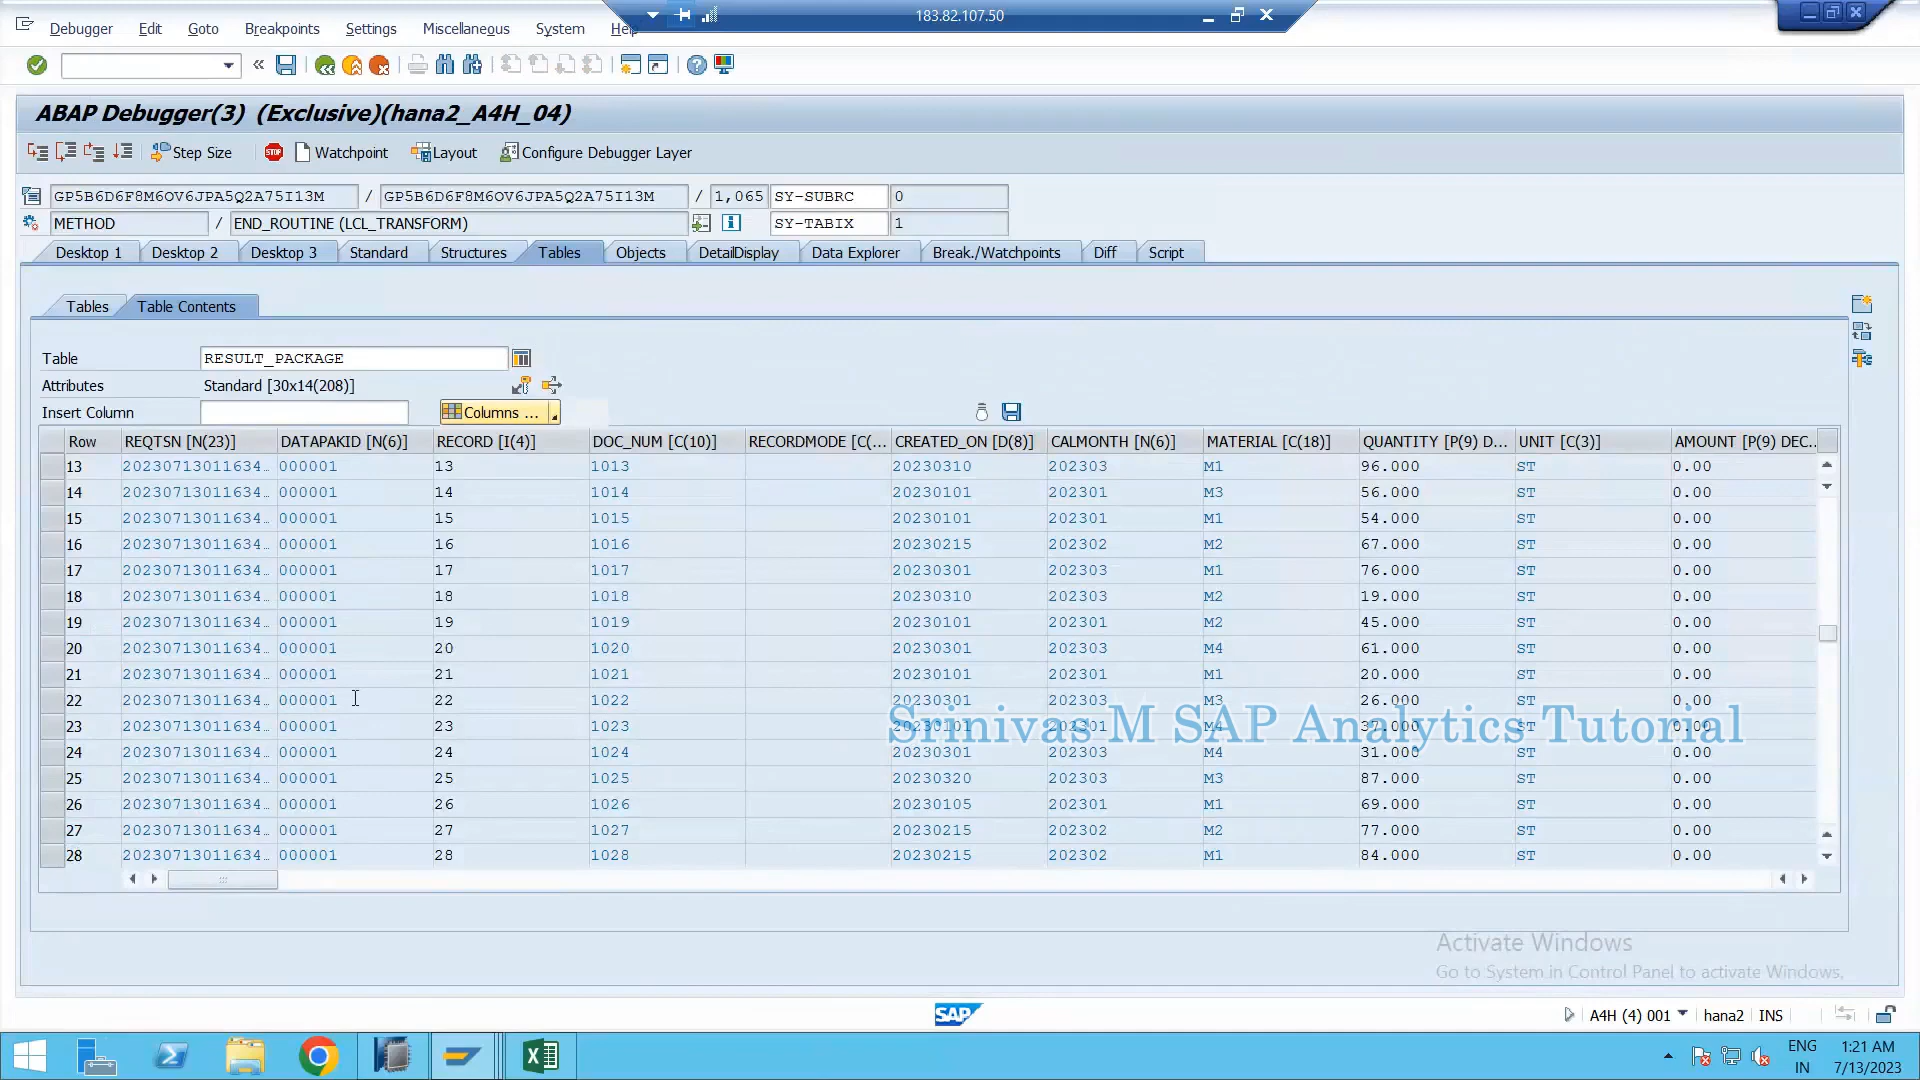 183.82.107.50
Debugger Edit Goto Breakpoints Settings Miscellaneous System Help
ABAP Debugger(3) (Exclusive)(hana2_A4H_04)
Step Size Watchpoint Layout Configure Debugger Layer
GP5B6D6F8M6OV6JPA5Q2A75I13M / GP5B6D6F8M6OV6JPA5Q2A75I13M / 1,065 SY-SUBRC 0
METHOD / END_ROUTINE (LCL_TRANSFORM) SY-TABIX 1
Desktop 1 Desktop 2 Desktop 3 Standard Structures Tables Objects DetailDisplay Data Explorer Break./Watchpoints Diff Script
Tables Table Contents
Table RESULT_PACKAGE
Attributes Standard [30x14(208)]
Insert Column Columns ...
Row REQTSN [N(23)] DATAPAKID [N(6)] RECORD [I(4)] DOC_NUM [C(10)] RECORDMODE [C(... CREATED_ON [D(8)] CALMONTH [N(6)] MATERIAL [C(18)] QUANTITY [P(9) D... UNIT [C(3)] AMOUNT [P(9) DEC...
13 20230713011634... 000001 13 1013 20230310 202303 M1 96.000 ST 0.00
14 20230713011634... 000001 14 1014 20230101 202301 M3 56.000 ST 0.00
15 20230713011634... 000001 15 1015 20230101 202301 M1 54.000 ST 0.00
16 20230713011634... 000001 16 1016 20230215 202302 M2 67.000 ST 0.00
17 20230713011634... 000001 17 1017 20230301 202303 M1 76.000 ST 0.00
18 20230713011634... 000001 18 1018 20230310 202303 M2 19.000 ST 0.00
19 20230713011634... 000001 19 1019 20230101 202301 M2 45.000 ST 0.00
20 20230713011634... 000001 20 1020 20230301 202303 M4 61.000 ST 0.00
21 20230713011634... 000001 21 1021 20230101 202301 M1 20.000 ST 0.00
22 20230713011634... 000001 22 1022 20230301 202303 M3 26.000 ST 0.00
Srinivas M SAP Analytics Tutorial
23 20230713011634... 000001 23 1023 20230101 202301 M4 37.000 ST 0.00
24 20230713011634... 000001 24 1024 20230301 202303 M4 31.000 ST 0.00
25 20230713011634... 000001 25 1025 20230320 202303 M3 87.000 ST 0.00
26 20230713011634... 000001 26 1026 20230105 202301 M1 69.000 ST 0.00
27 20230713011634... 000001 27 1027 20230215 202302 M2 77.000 ST 0.00
28 20230713011634... 000001 28 1028 20230215 202302 M1 84.000 ST 0.00
Activate Windows
Go to System in Control Panel to activate Windows.
SAP A4H (4) 001 hana2 INS
ENG 1:21 AM
IN 7/13/2023